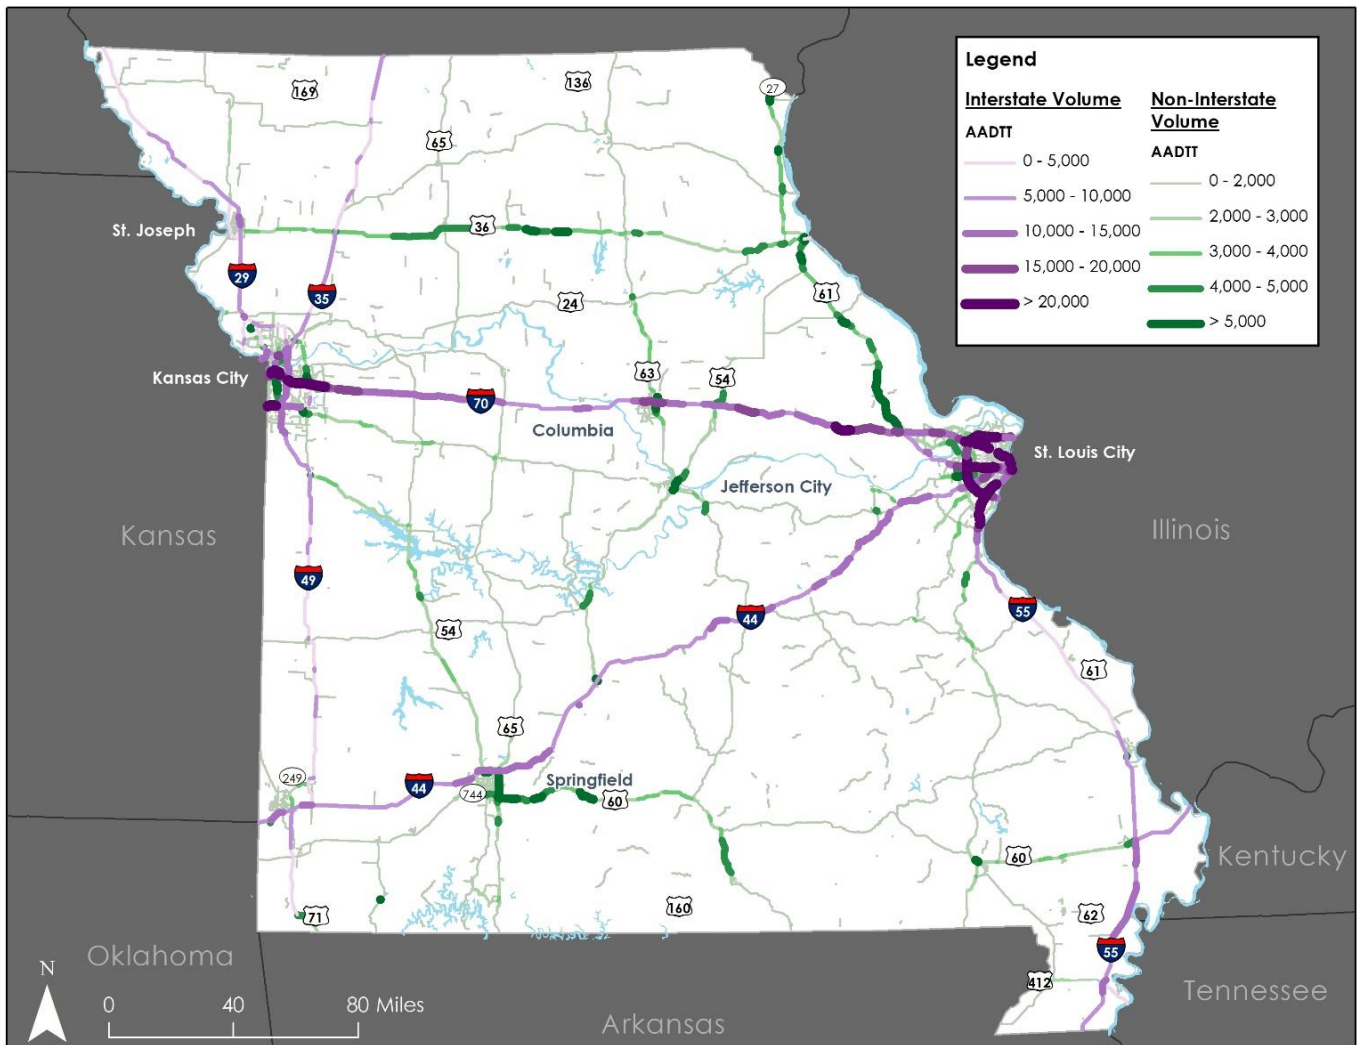 Legend
Interstate Volume
AADTT
0 - 5,000
5,000 - 10,000
10,000 - 15,000
15,000 - 20,000
> 20,000
Non-Interstate
Volume
AADTT
0 - 2,000
2,000 - 3,000
3,000 - 4,000
4,000 - 5,000
> 5,000
169
136
27
65
St. Joseph
36
29
35
24
61
Kansas City
63
54
70
Columbia
St. Louis City
Jefferson City
Kansas
Illinois
49
54
44
55
61
65
249
44
744
Springfield
60
60
Kentucky
71
160
62
55
Oklahoma
N
412
Tennessee
0 40 80 Miles
Arkansas